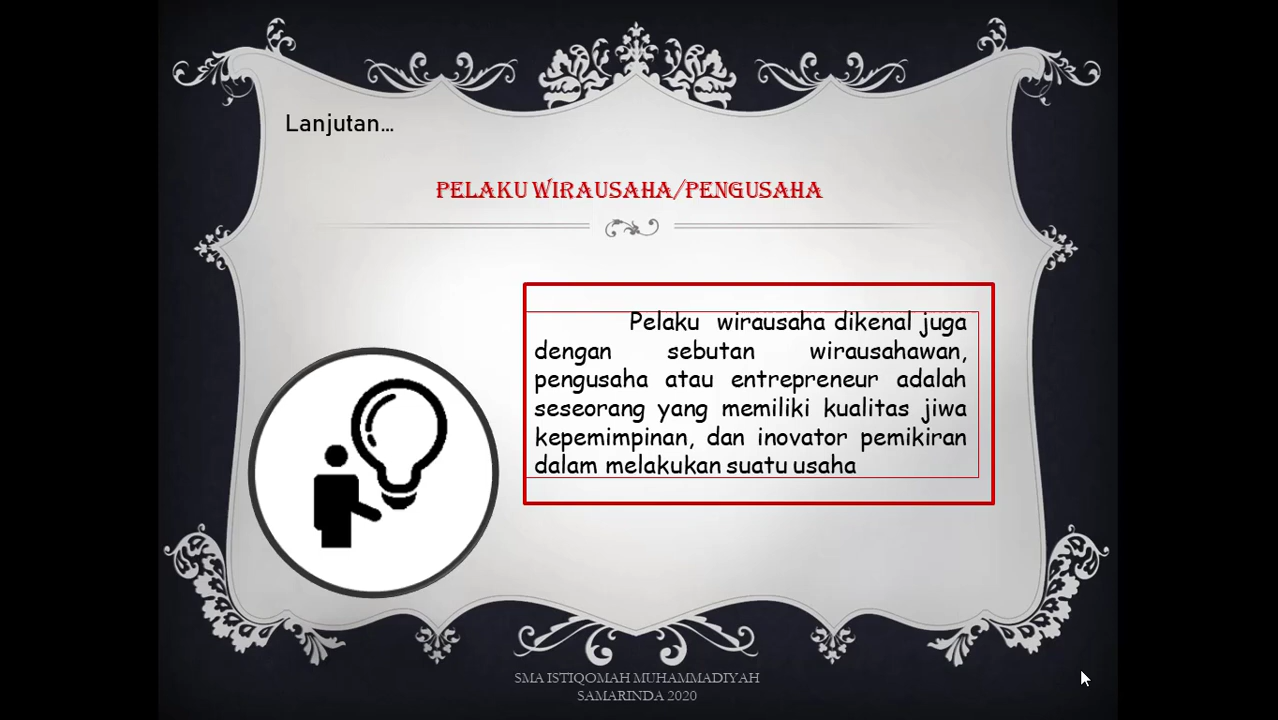 Lanjutan...
PELAKU WIRAUSAHA/PENGUSAHA
Pelaku wirausaha dikenal juga
dengan sebutan wirausahawan,
pengusaha atau entrepreneur adalah
seseorang yang memiliki kualitas jiwa
kepemimpinan, dan inovator pemikiran
dalam melakukan suatu usaha
SMA ISTIQOMAH MUHAMMADIYAH
SAMARINDA 2020